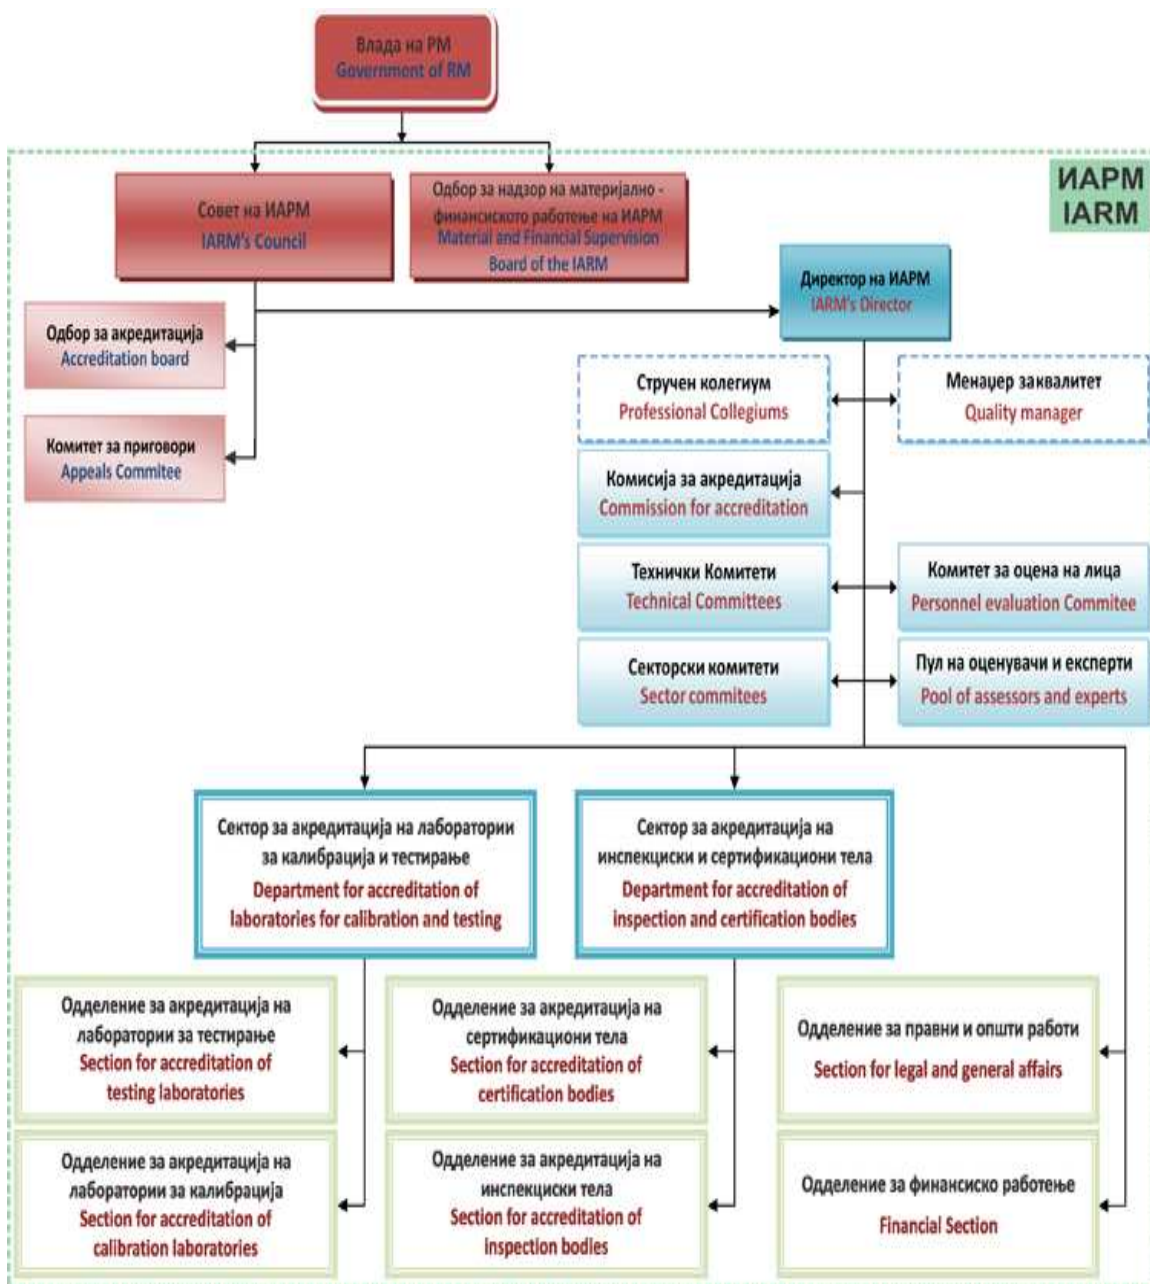 Влада на РМ
Government of RM
ИАРМ
IARM
Совет на ИАРМ
IARM's Council
Одбор за надзор на материјално -
финансиското работење на ИАРМ
Material and Financial Supervision
Board of the IARM
Директор на ИАРМ
IARM's Director
Одбор за акредитација
Accreditation board
Комитет за приговори
Appeals Commitee
Стручен колегиум
Professional Collegiums
Менаџер заквалитет
Quality manager
Комисија за акредитација
Commission for accreditation
Технички Комитети
Technical Committees
Комитет за оцена на лица
Personnel evaluation Commitee
Секторски комитети
Sector commitees
Пул на оценувачи и експерти
Pool of assessors and experts
Сектор за акредитација на лаборатории
за калибрација и тестирање
Department for accreditation of
laboratories for calibration and testing
Сектор за акредитација на
инспекциски и сертификациони тела
Department for accreditation of
inspection and certification bodies
Одделение за акредитација на
лаборатории за тестирање
Section for accreditation of
testing laboratories
Одделение за акредитација на
сертификациони тела
Section for accreditation of
certification bodies
Одделение за правни и општи работи
Section for legal and general affairs
Одделение за акредитација на
лаборатории за калибрација
Section for accreditation of
calibration laboratories
Одделение за акредитација на
инспекциски тела
Section for accreditation of
inspection bodies
Одделение за финансиско работење
Financial Section